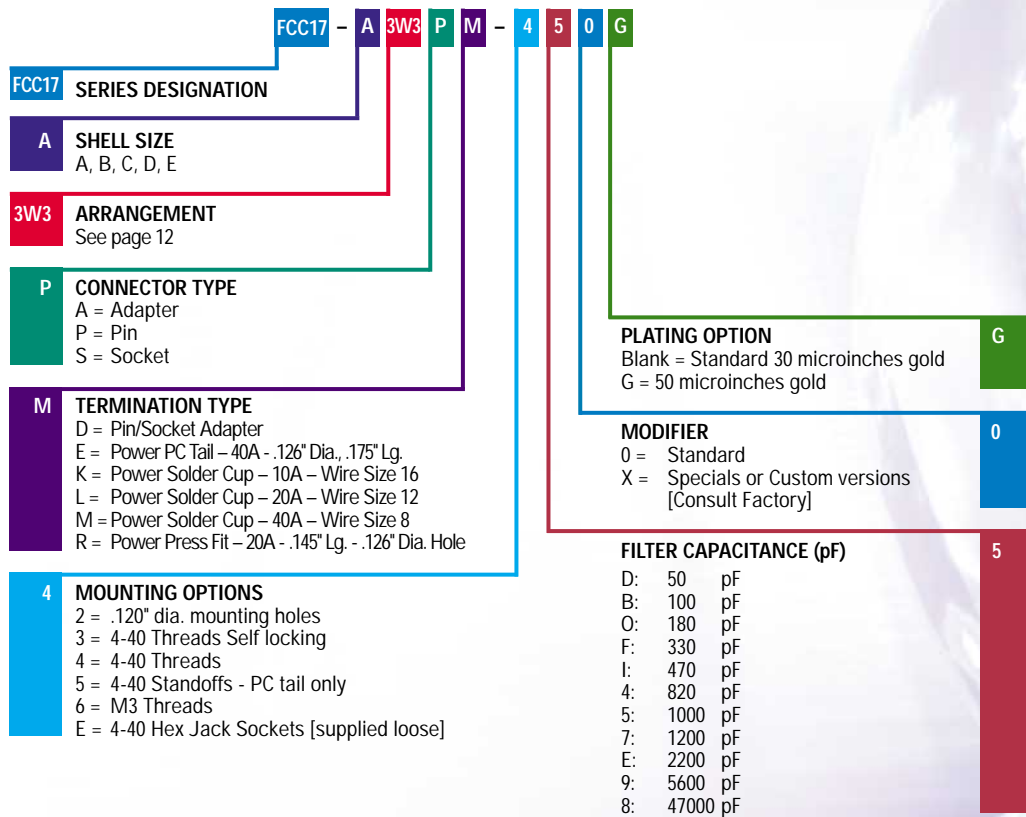 FCC17 – A 3W3 P M – 4 5 0 G
FCC17 SERIES DESIGNATION
A SHELL SIZE
A, B, C, D, E
3W3 ARRANGEMENT
See page 12
P CONNECTOR TYPE
A = Adapter
P = Pin
S = Socket
M TERMINATION TYPE
D = Pin/Socket Adapter
E = Power PC Tail – 40A - .126" Dia., .175" Lg.
K = Power Solder Cup – 10A – Wire Size 16
L = Power Solder Cup – 20A – Wire Size 12
M = Power Solder Cup – 40A – Wire Size 8
R = Power Press Fit – 20A - .145" Lg. - .126" Dia. Hole
4 MOUNTING OPTIONS
2 = .120" dia. mounting holes
3 = 4-40 Threads Self locking
4 = 4-40 Threads
5 = 4-40 Standoffs - PC tail only
6 = M3 Threads
E = 4-40 Hex Jack Sockets [supplied loose]
PLATING OPTION G
Blank = Standard 30 microinches gold
G = 50 microinches gold
MODIFIER 0
0 = Standard
X = Specials or Custom versions
[Consult Factory]
FILTER CAPACITANCE (pF) 5
D: 50 pF
B: 100 pF
O: 180 pF
F: 330 pF
I: 470 pF
4: 820 pF
5: 1000 pF
7: 1200 pF
E: 2200 pF
9: 5600 pF
8: 47000 pF